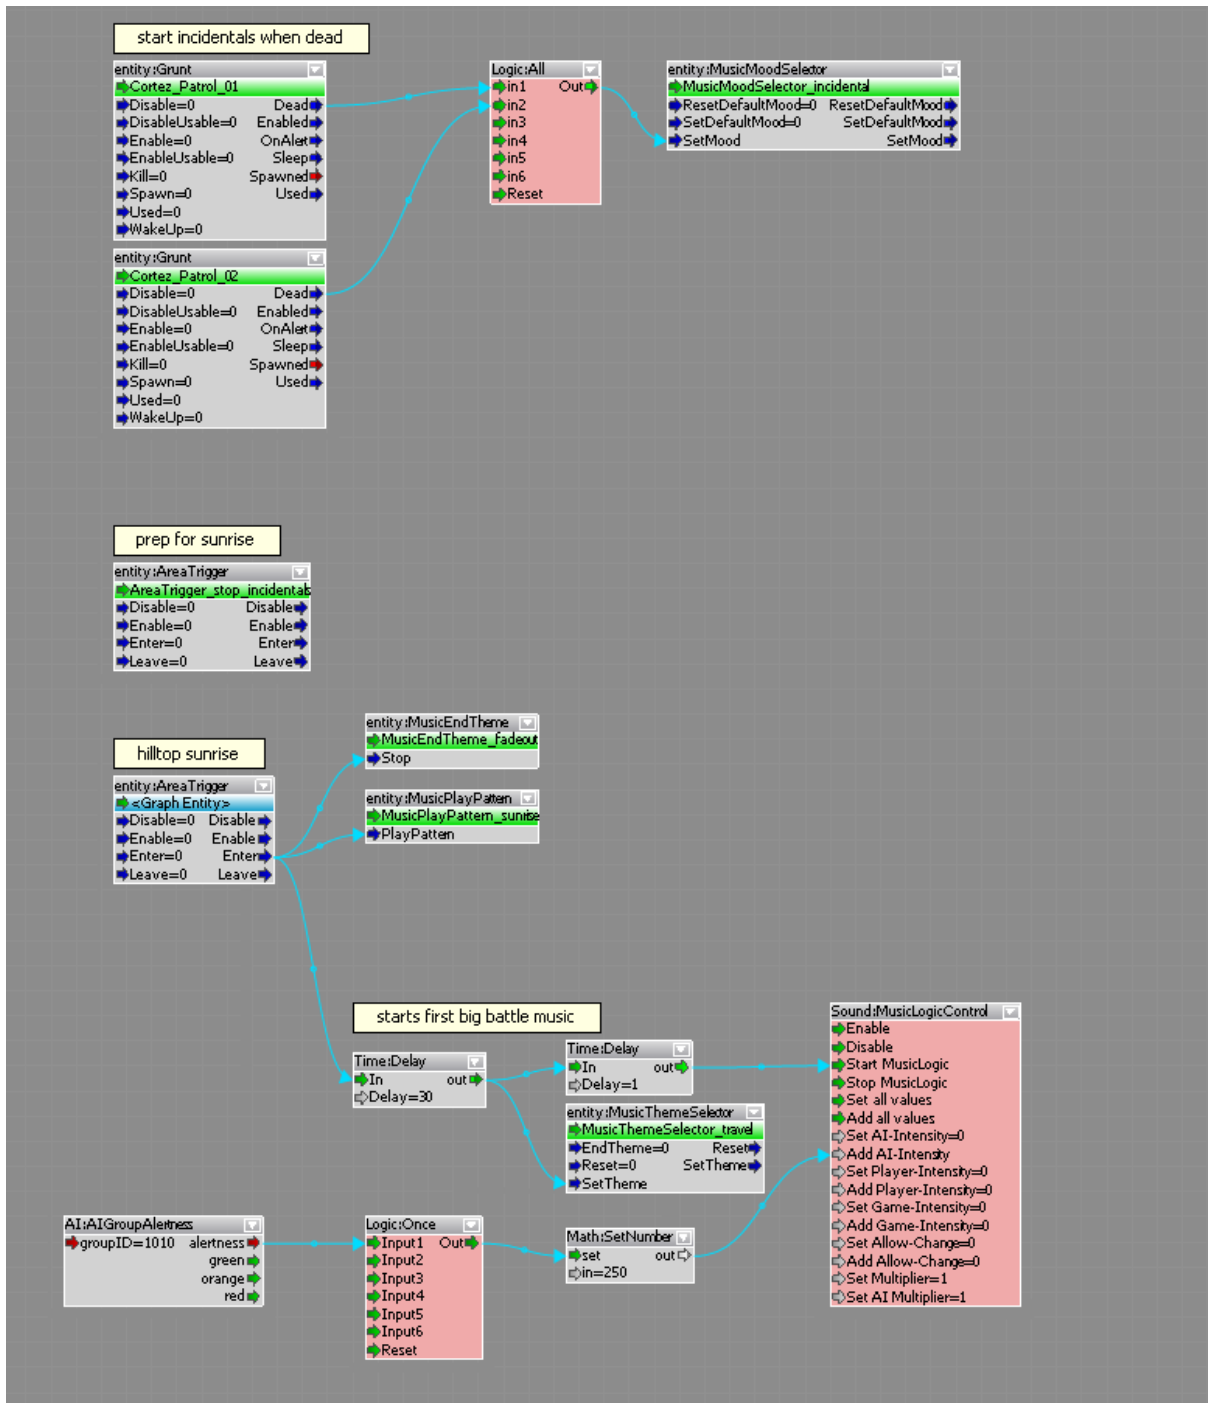 start incidentals when dead
entity:Grunt
Cortez_Patrol_01
Disable=0 Dead
DisableUsable=0 Enabled
Enable=0 OnAlert
EnableUsable=0 Sleep
Kill=0 Spawned
Spawn=0 Used
Used=0
WakeUp=0
Logic:All
in1 Out
in2
in3
in4
in5
in6
Reset
entity:MusicMoodSelector
MusicMoodSelector_incidental
ResetDefaultMood=0 ResetDefaultMood
SetDefaultMood=0 SetDefaultMood
SetMood SetMood
entity:Grunt
Cortez_Patrol_02
Disable=0 Dead
DisableUsable=0 Enabled
Enable=0 OnAlert
EnableUsable=0 Sleep
Kill=0 Spawned
Spawn=0 Used
Used=0
WakeUp=0
prep for sunrise
entity:AreaTrigger
AreaTrigger_stop_incidentals
Disable=0 Disable
Enable=0 Enable
Enter=0 Enter
Leave=0 Leave
hilltop sunrise
entity:AreaTrigger
<Graph Entity>
Disable=0 Disable
Enable=0 Enable
Enter=0 Enter
Leave=0 Leave
entity:MusicEndTheme
MusicEndTheme_fadeout
Stop
entity:MusicPlayPattern
MusicPlayPattern_sunrise
PlayPattern
starts first big battle music
Time:Delay
In out
Delay=30
Time:Delay
In out
Delay=1
entity:MusicThemeSelector
MusicThemeSelector_travel
EndTheme=0 Reset
Reset=0 SetTheme
SetTheme
Sound:MusicLogicControl
Enable
Disable
Start MusicLogic
Stop MusicLogic
Set all values
Add all values
Set AI-Intensity=0
Add AI-Intensity
Set Player-Intensity=0
Add Player-Intensity=0
Set Game-Intensity=0
Add Game-Intensity=0
Set Allow-Change=0
Add Allow-Change=0
Set Multiplier=1
Set AI Multiplier=1
AI:AIGroupAlertness
groupID=1010 alertness
green
orange
red
Logic:Once
Input1 Out
Input2
Input3
Input4
Input5
Input6
Reset
Math:SetNumber
set out
in=250